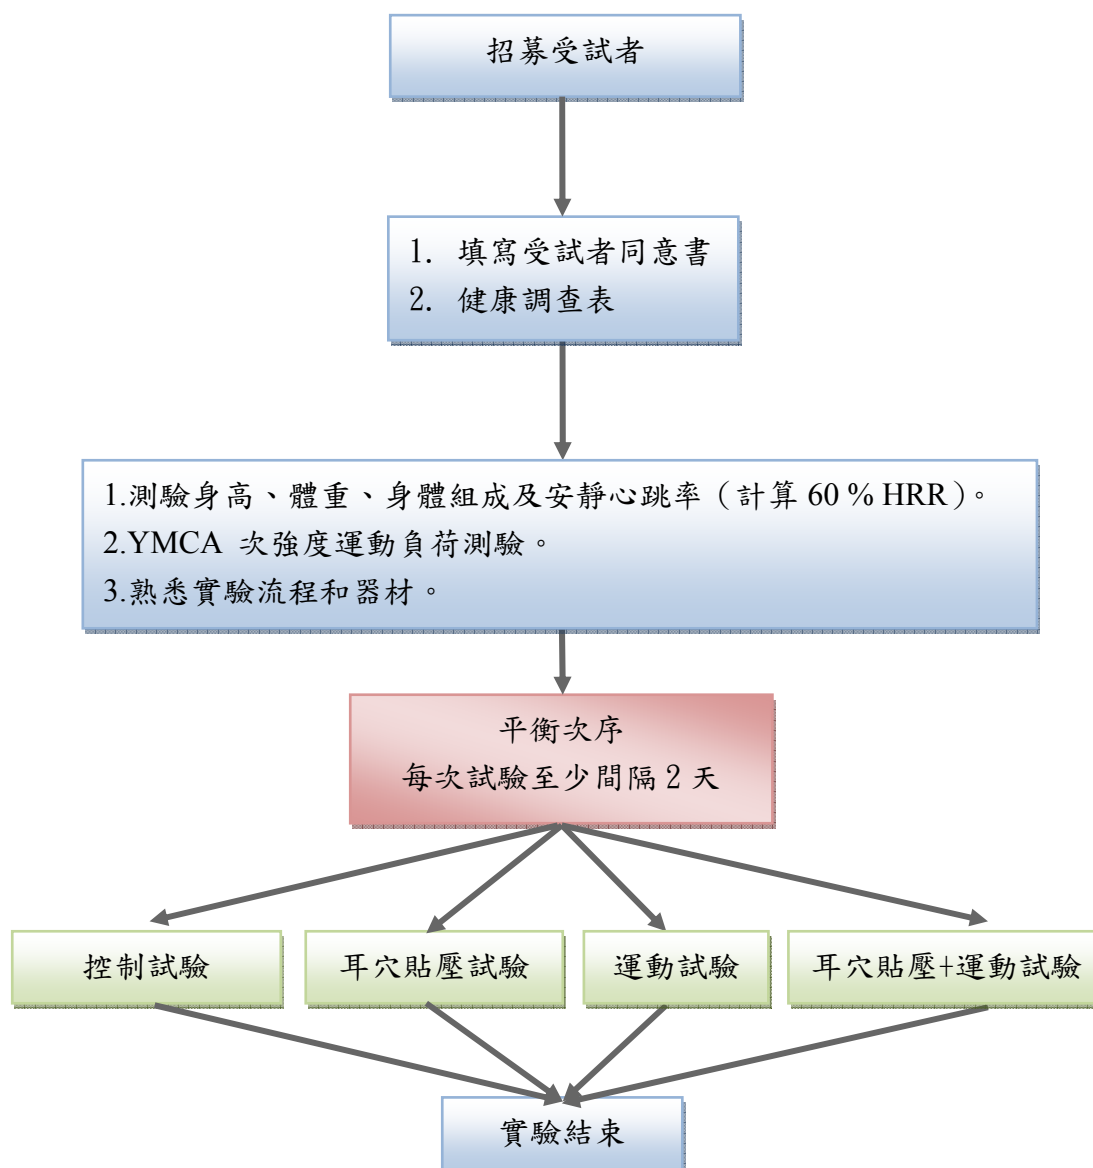 招募受試者
1. 填寫受試者同意書
2. 健康調查表
1.測驗身高、體重、身體組成及安靜心跳率（計算 60 % HRR）。
2.YMCA 次強度運動負荷測驗。
3.熟悉實驗流程和器材。
平衡次序
每次試驗至少間隔 2 天
控制試驗
耳穴貼壓試驗
運動試驗
耳穴貼壓+運動試驗
實驗結束